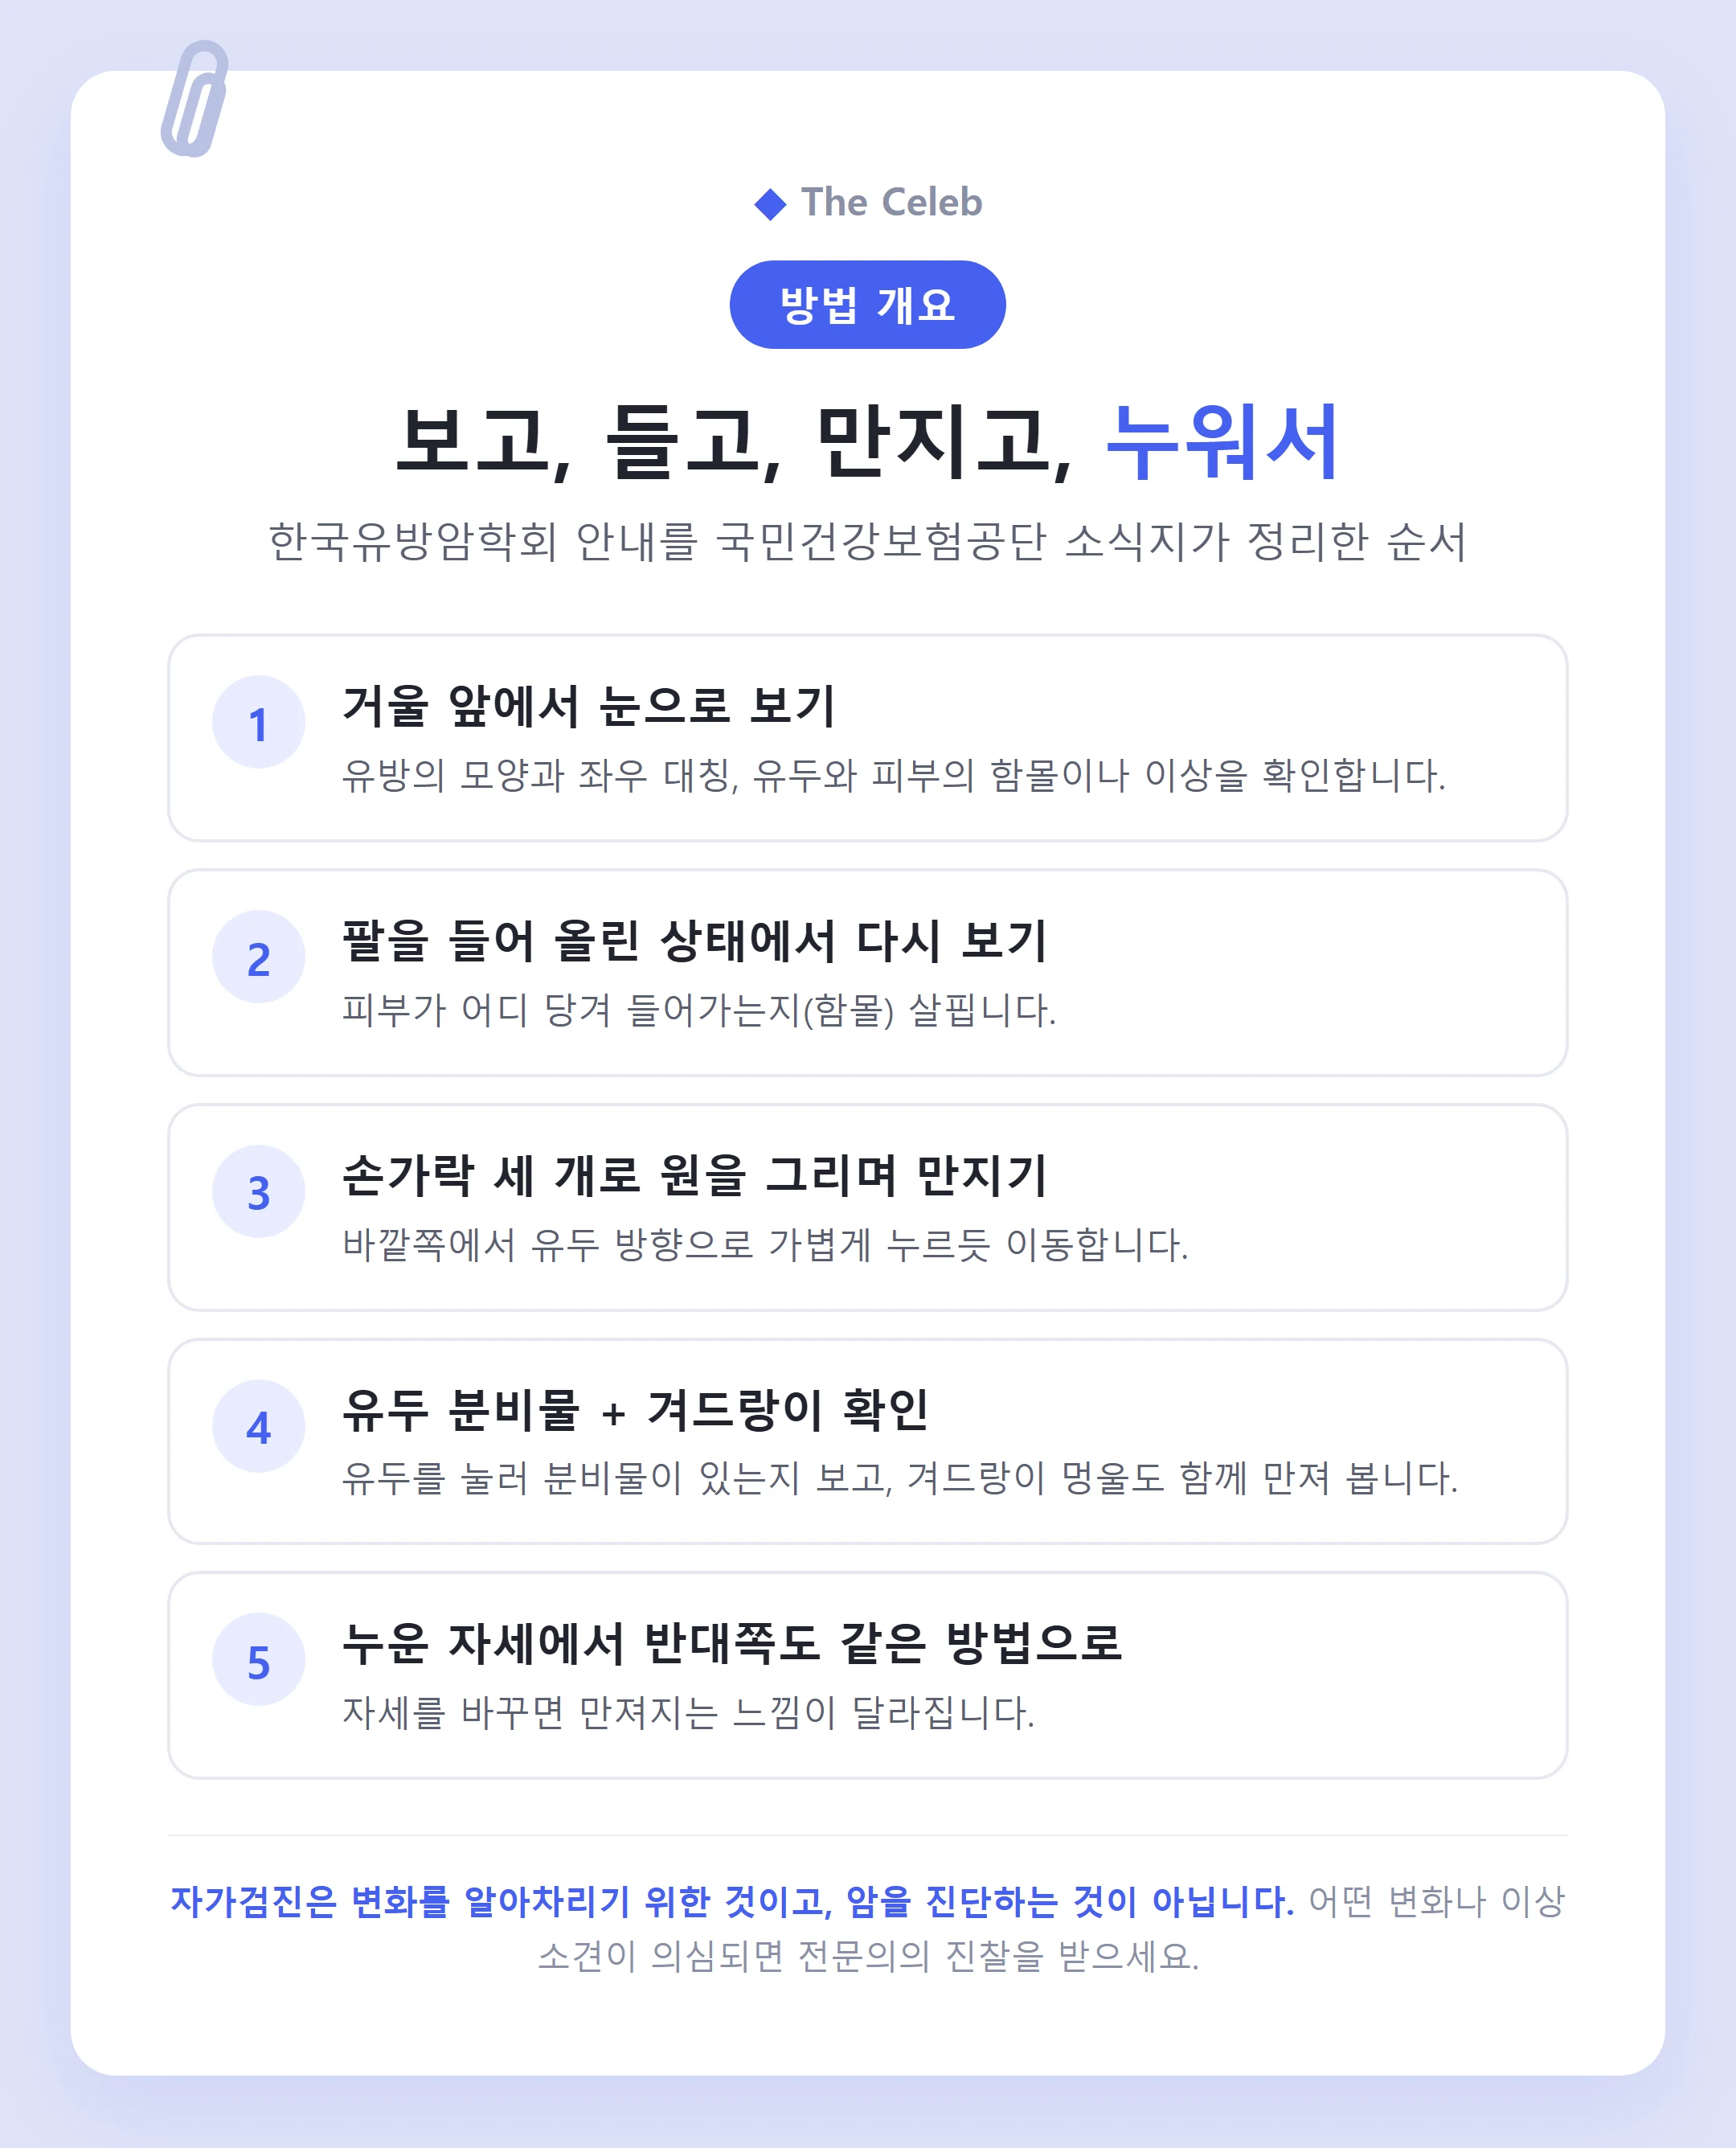 The Celeb
방법 개요
보고, 들고, 만지고, 누워서
한국유방암학회 안내를 국민건강보험공단 소식지가 정리한 순서
1
거울 앞에서 눈으로 보기
유방의 모양과 좌우 대칭, 유두와 피부의 함몰이나 이상을 확인합니다.
2
팔을 들어 올린 상태에서 다시 보기
피부가 어디 당겨 들어가는지(함몰) 살핍니다.
3
손가락 세 개로 원을 그리며 만지기
바깥쪽에서 유두 방향으로 가볍게 누르듯 이동합니다.
4
유두 분비물 + 겨드랑이 확인
유두를 눌러 분비물이 있는지 보고, 겨드랑이 멍울도 함께 만져 봅니다.
5
누운 자세에서 반대쪽도 같은 방법으로
자세를 바꾸면 만져지는 느낌이 달라집니다.
자가검진은 변화를 알아차리기 위한 것이고, 암을 진단하는 것이 아닙니다. 어떤 변화나 이상
소견이 의심되면 전문의의 진찰을 받으세요.